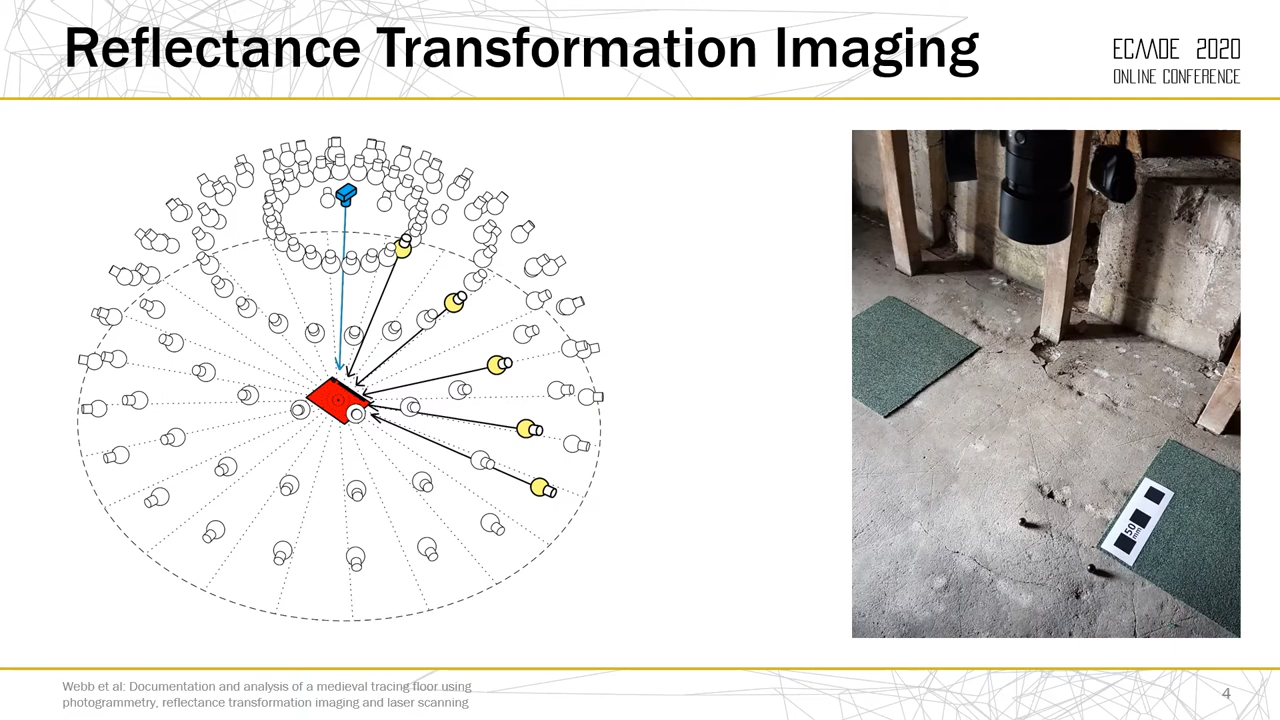 Reflectance Transformation Imaging
ECMDE 2020
ONLINE CONFERENCE
50
mm
Webb et al: Documentation and analysis of a medieval tracing floor using
photogrammetry, reflectance transformation imaging and laser scanning
4